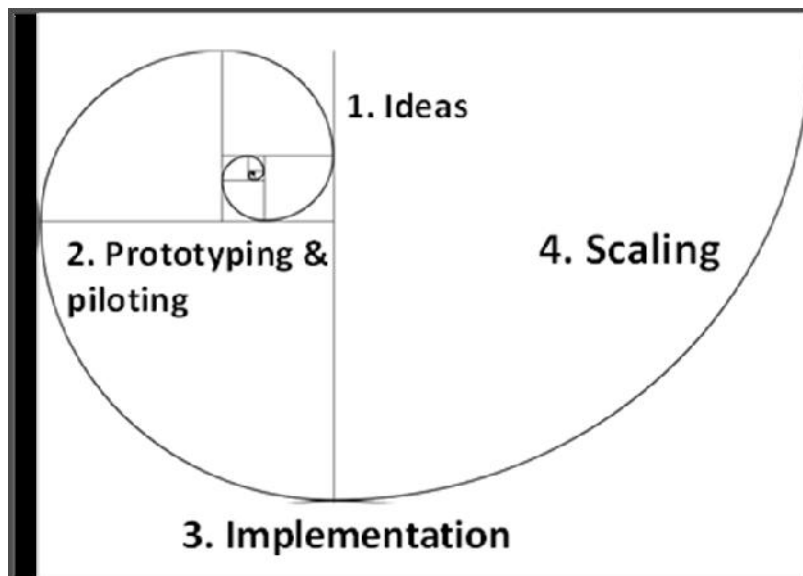 1. Ideas
2. Prototyping &
piloting
3. Implementation
4. Scaling